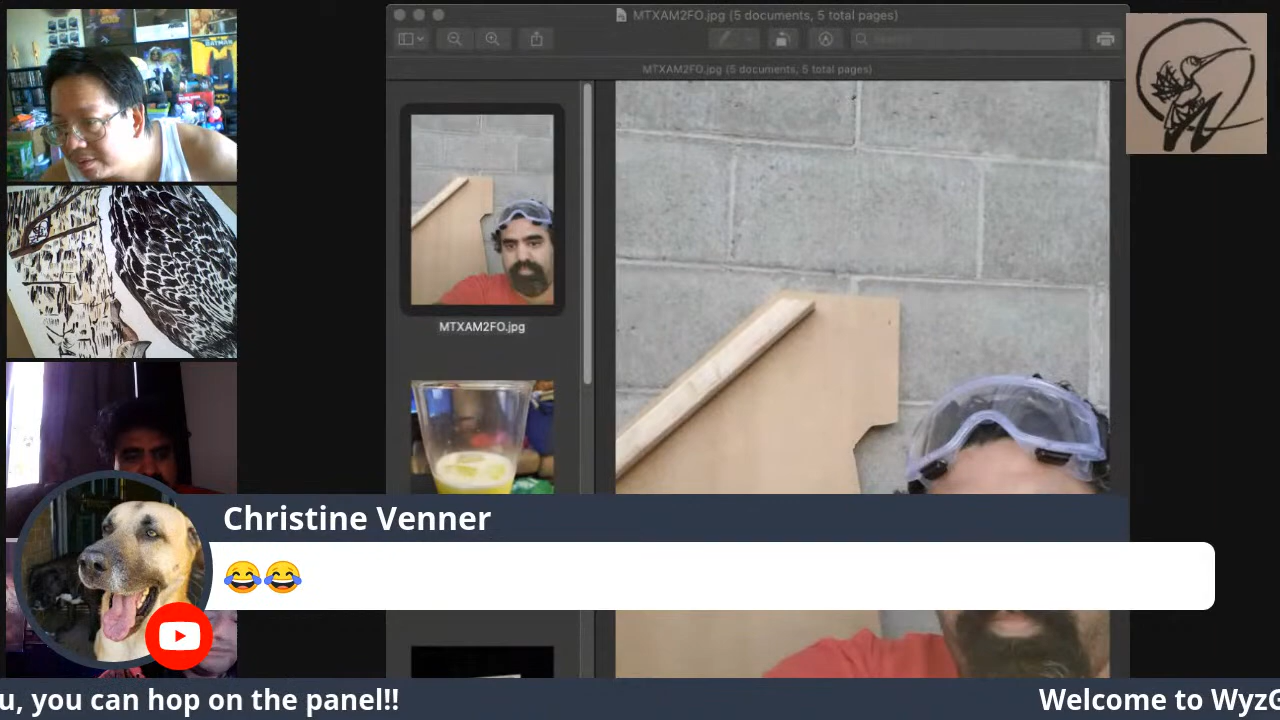 MTXAM2FO.jpg (5 documents, 5 total pages)
MTXAM2FO.jpg (5 documents, 5 total pages)
MTXAM2FO.jpg
Christine Venner
😂😂
u, you can hop on the panel!!
Welcome to WyzG